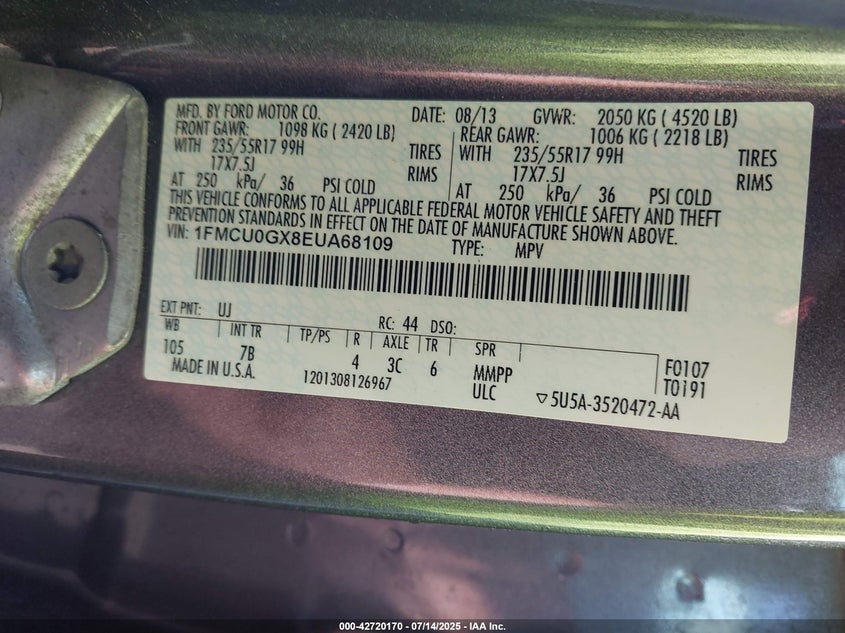 MFD. BY FORD MOTOR CO. DATE: 08/13 GVWR: 2050 KG ( 4520 LB)
FRONT GAWR: 1098 KG ( 2420 LB) REAR GAWR: 1006 KG ( 2218 LB)
WITH 235/55R17 99H TIRES WITH 235/55R17 99H TIRES
17X7.5J RIMS 17X7.5J RIMS
AT 250 kPa/ 36 PSI COLD AT 250 kPa/ 36 PSI COLD
THIS VEHICLE CONFORMS TO ALL APPLICABLE FEDERAL MOTOR VEHICLE SAFETY AND THEFT
PREVENTION STANDARDS IN EFFECT ON THE DATE OF MANUFACTURE SHOWN ABOVE.
VIN: 1FMCU0GX8EUA68109 TYPE: MPV
EXT PNT: UJ RC: 44 DSO:
WB INT TR TP/PS R AXLE TR SPR
105 7B 4 3C 6 MMPP F0107
MADE IN U.S.A. 1201308126967 ULC ▽5U5A-3520472-AA T0191
000-42720170 - 07/14/2025 - IAA Inc.